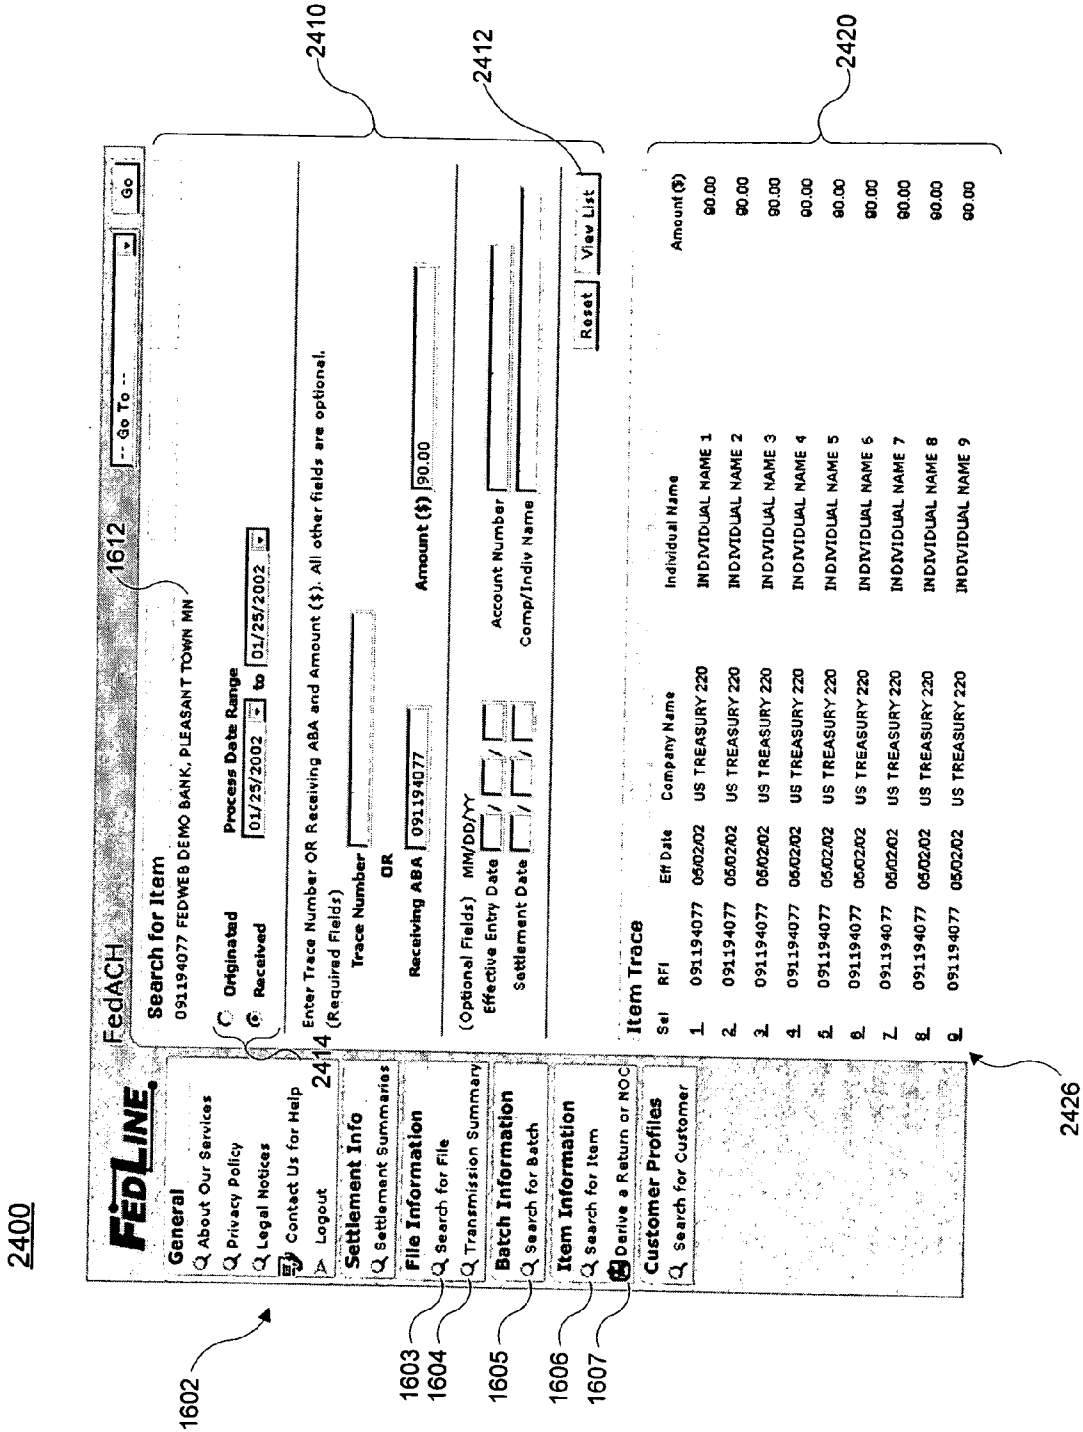 2400
FEDLINE
FedACH
-- Go To --
Go
1612
General
About Our Services
Privacy Policy
Legal Notices
Contact Us for Help
Logout
Settlement Info
Settlement Summaries
File Information
Search for File
Transmission Summary
Batch Information
Search for Batch
Item Information
Search for Item
Derive a Return or NOC
Customer Profiles
Search for Customer
1602
1603
1604
1605
1606
1607
Search for Item
091194077 FEDWEB DEMO BANK, PLEASANT TOWN MN
Originated
Received
Process Date Range
01/25/2002 to 01/25/2002
2414
Enter Trace Number OR Receiving ABA and Amount ($). All other fields are optional.
(Required Fields)
Trace Number
OR
Receiving ABA 091194077 Amount ($) 90.00
(Optional Fields) MM/DD/YY
Effective Entry Date / / Account Number
Settlement Date / / Comp/Indiv Name
Reset View List
2410
2412
Item Trace
Sel RFI Eff Date Company Name Individual Name Amount ($)
1 091194077 06/02/02 US TREASURY 220 INDIVIDUAL NAME 1 90.00
2 091194077 06/02/02 US TREASURY 220 INDIVIDUAL NAME 2 90.00
3 091194077 06/02/02 US TREASURY 220 INDIVIDUAL NAME 3 90.00
4 091194077 06/02/02 US TREASURY 220 INDIVIDUAL NAME 4 90.00
5 091194077 06/02/02 US TREASURY 220 INDIVIDUAL NAME 5 90.00
6 091194077 06/02/02 US TREASURY 220 INDIVIDUAL NAME 6 90.00
7 091194077 06/02/02 US TREASURY 220 INDIVIDUAL NAME 7 90.00
8 091194077 06/02/02 US TREASURY 220 INDIVIDUAL NAME 8 90.00
9 091194077 06/02/02 US TREASURY 220 INDIVIDUAL NAME 9 90.00
2420
2426